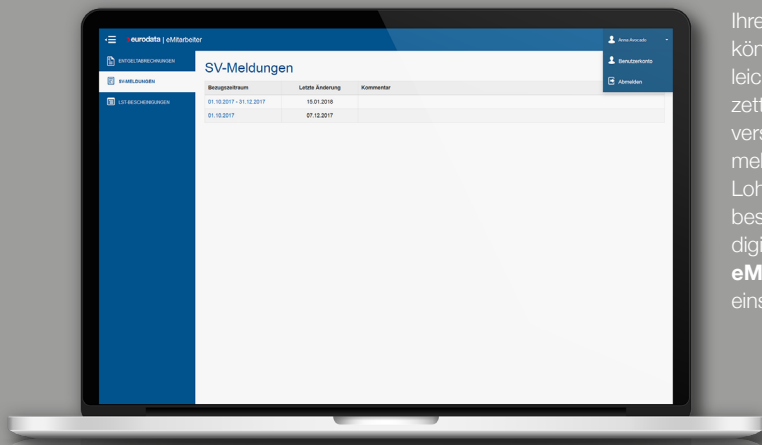 eurodata | eMitarbeiter
Anna Avocado
ENTGELTABRECHNUNGEN
SV-MELDUNGEN
LST-BESCHEINIGUNGEN
Benutzerkonto
Abmelden
SV-Meldungen
Bezugszeitraum Letzte Änderung Kommentar
01.10.2017 - 31.12.2017 15.01.2018
01.10.2017 07.12.2017
Ihre
kön
leic
zett
vers
mel
Loh
bes
digi
eM
eins